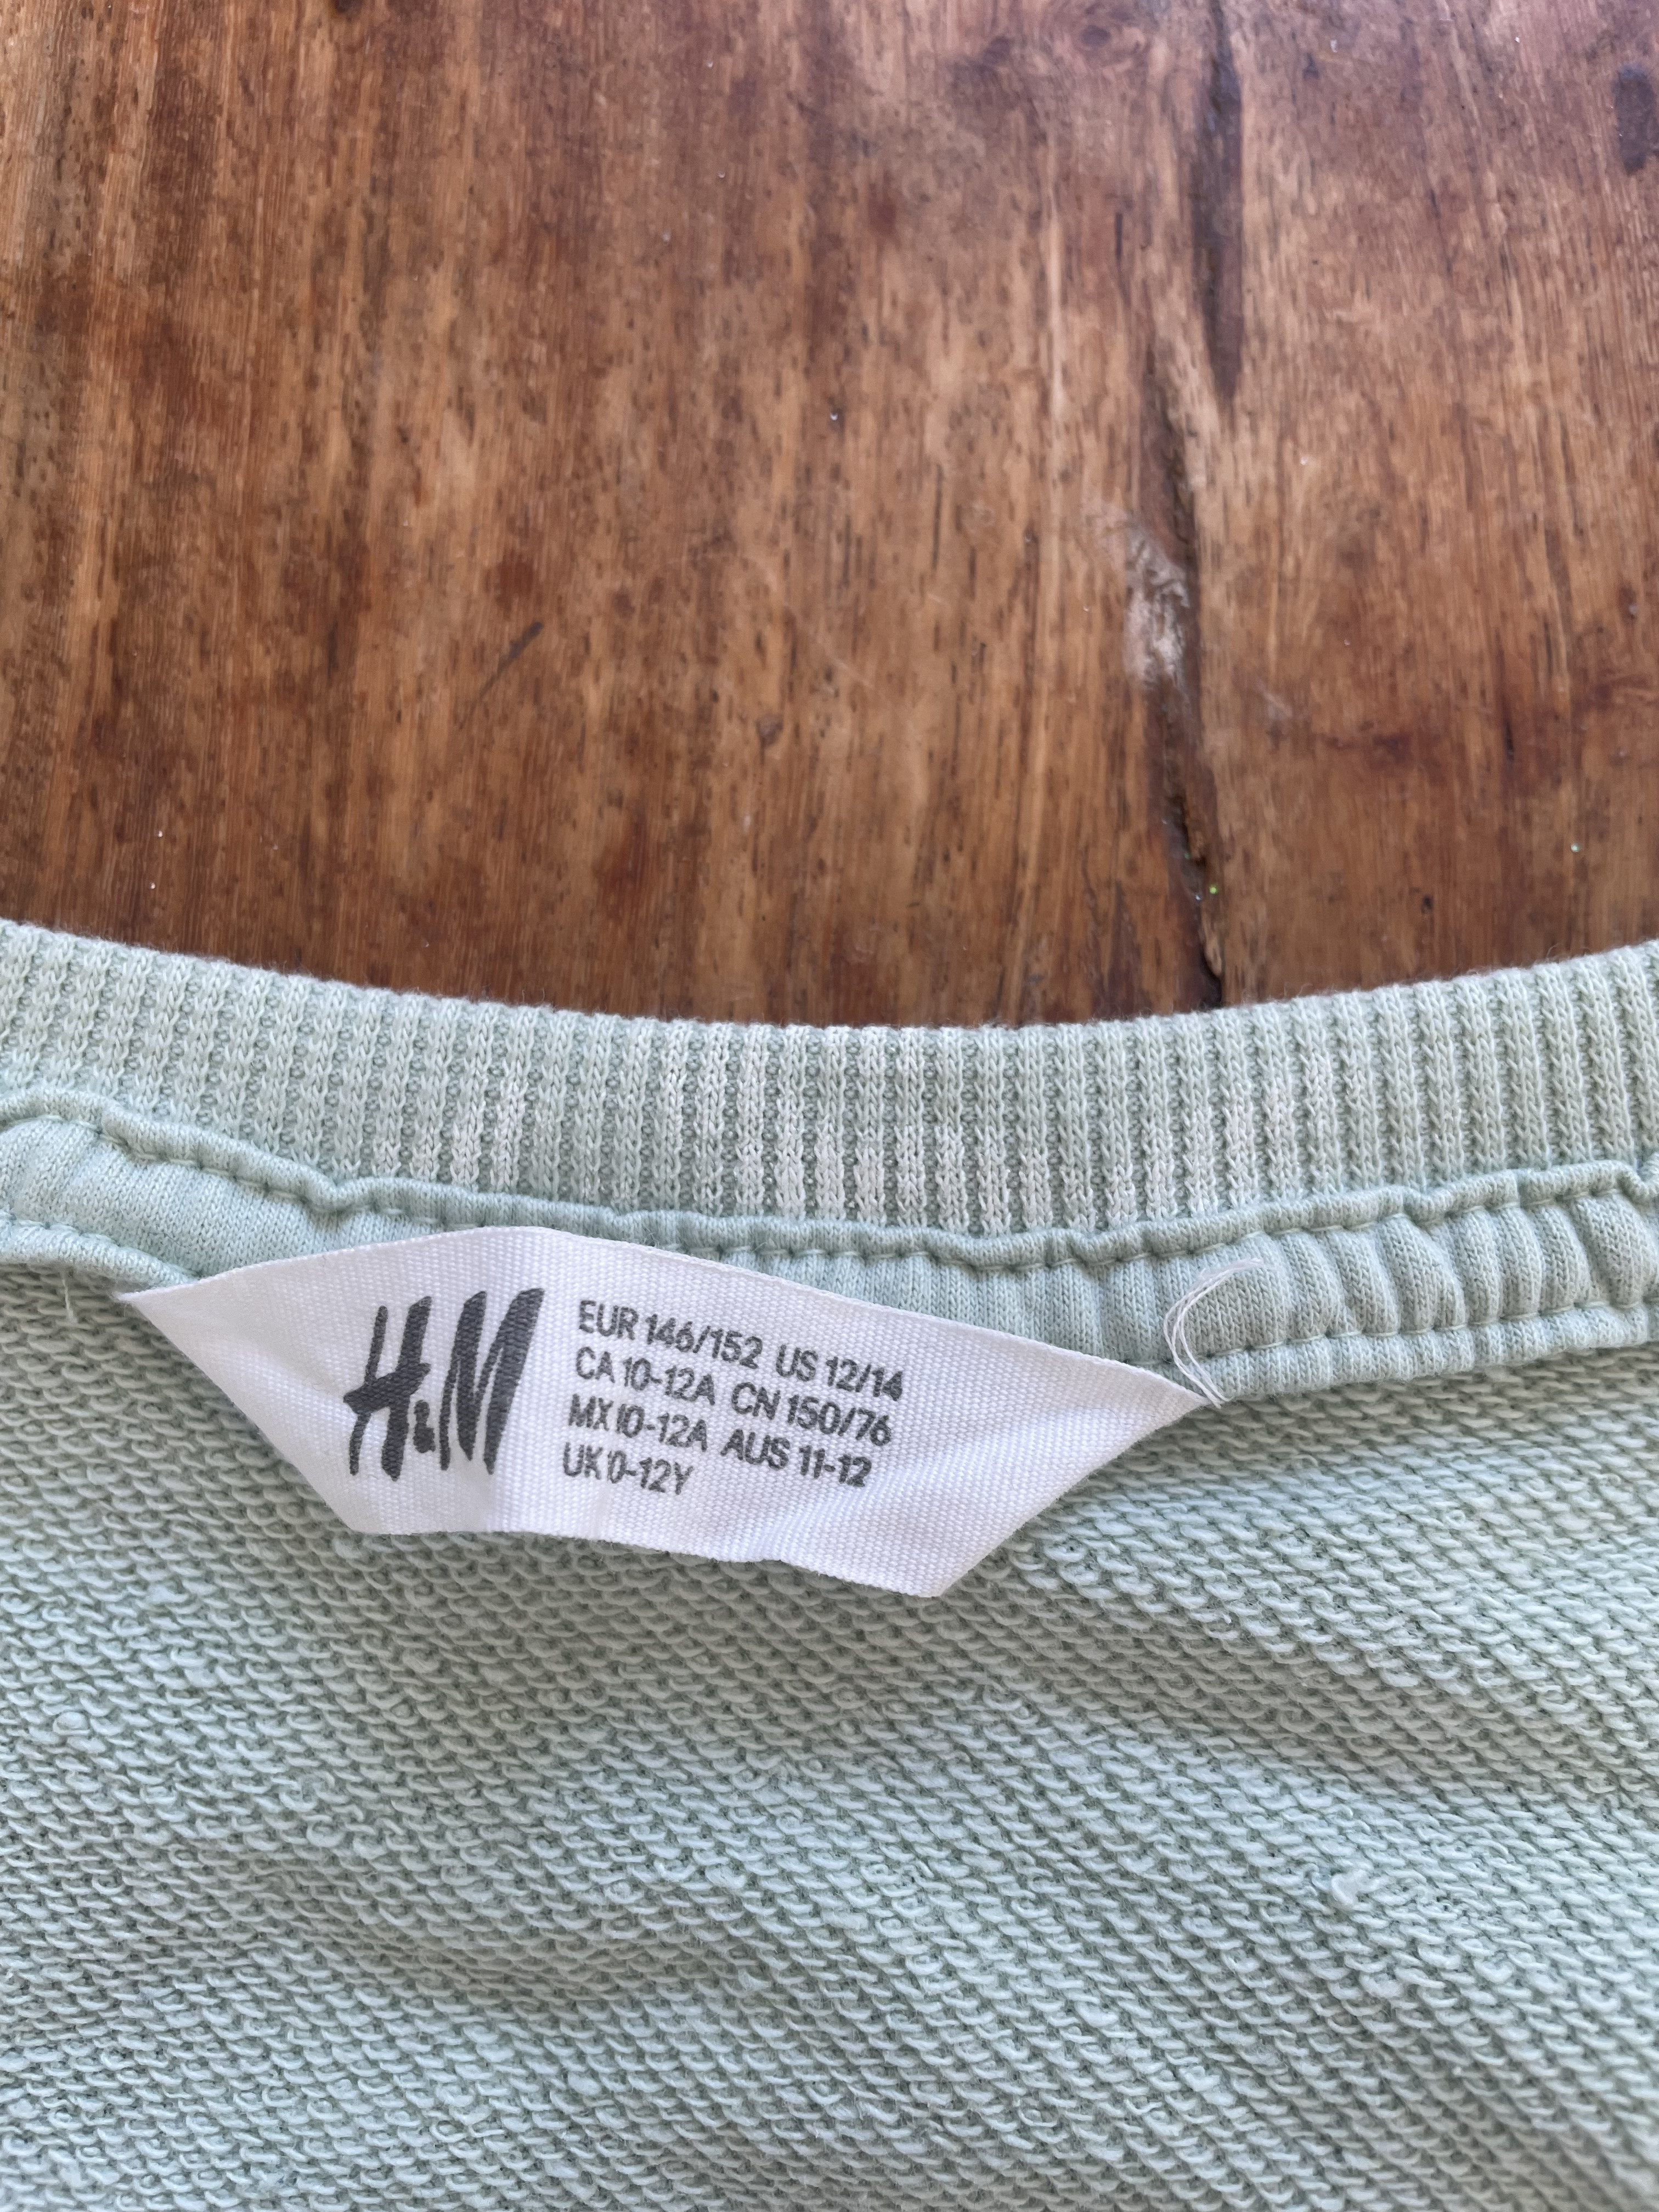 H&M
EUR 146/152 US 12/14
CA 10-12A CN 150/76
MX 10-12A AUS 11-12
UK 0-12Y